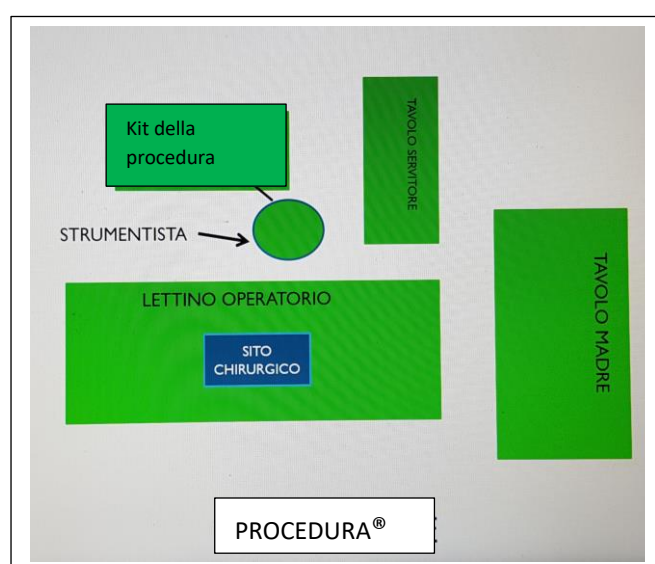 Kit della
procedura
TAVOLO SERVITORE
STRUMENTISTA
LETTINO OPERATORIO
SITO
CHIRURGICO
TAVOLO MADRE
PROCEDURA®